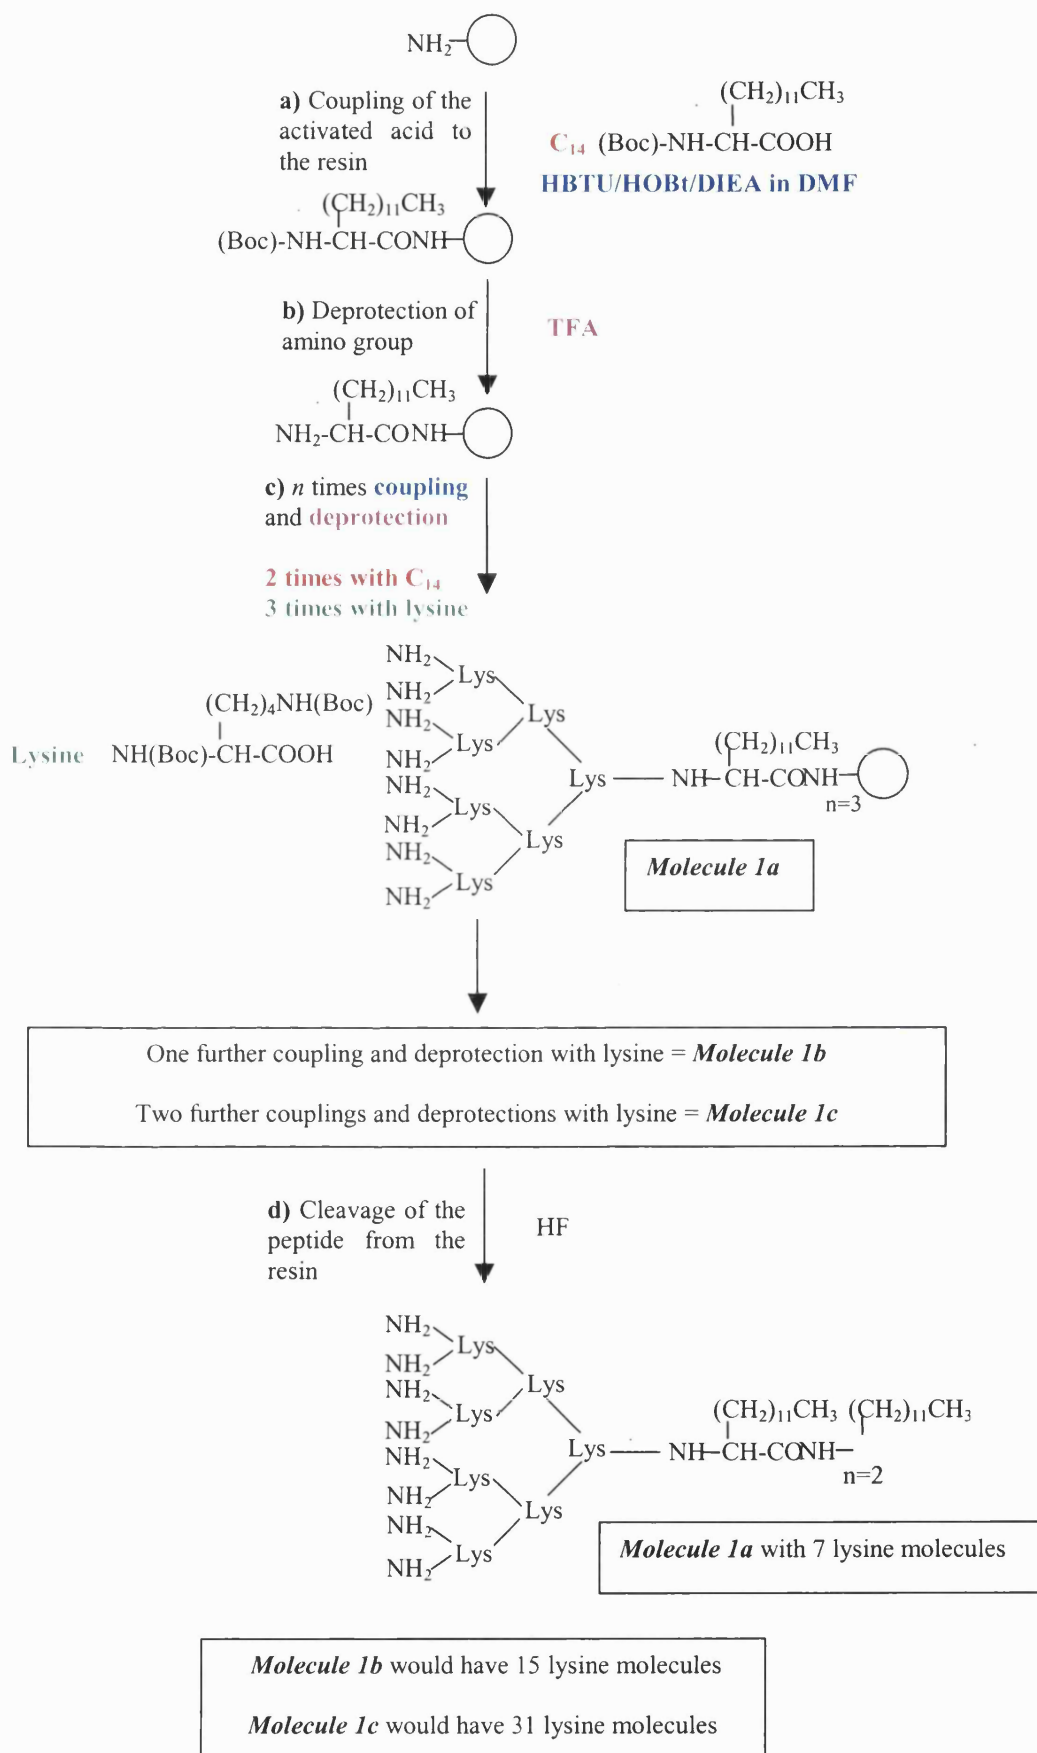 NH₂
a) Coupling of the
activated acid to
the resin
(CH₂)₁₁CH₃
C₁₄ (Boc)-NH-CH-COOH
HBTU/HOBt/DIEA in DMF
(CH₂)₁₁CH₃
(Boc)-NH-CH-CONH
b) Deprotection of
amino group
TFA
(CH₂)₁₁CH₃
NH₂-CH-CONH
c) n times coupling
and deprotection
2 times with C₁₄
3 times with lysine
NH₂
Lys
NH₂
Lys
NH₂
Lys
NH₂
(CH₂)₄NH(Boc)
Lysine NH(Boc)-CH-COOH
Lys
(CH₂)₁₁CH₃
NH-CH-CONH
n=3
NH₂
Lys
NH₂
Lys
NH₂
Lys
NH₂
Molecule 1a
One further coupling and deprotection with lysine = Molecule 1b
Two further couplings and deprotections with lysine = Molecule 1c
d) Cleavage of the
peptide from the
resin
HF
NH₂
Lys
NH₂
Lys
NH₂
Lys
NH₂
Lys
(CH₂)₁₁CH₃ (CH₂)₁₁CH₃
NH-CH-CONH
n=2
NH₂
Lys
NH₂
Lys
NH₂
Lys
NH₂
Molecule 1a with 7 lysine molecules
Molecule 1b would have 15 lysine molecules
Molecule 1c would have 31 lysine molecules